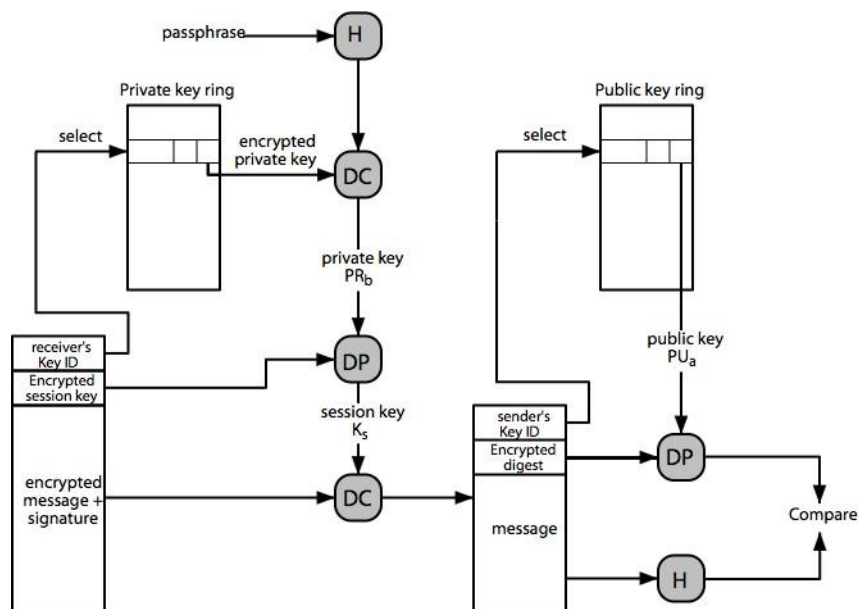 passphrase
H
Private key ring
Public key ring
select
encrypted
private key
DC
select
private key
PRb
receiver's
Key ID
Encrypted
session key
DP
public key
PUa
session key
Ks
sender's
Key ID
Encrypted
digest
DP
encrypted
message +
signature
DC
message
Compare
H